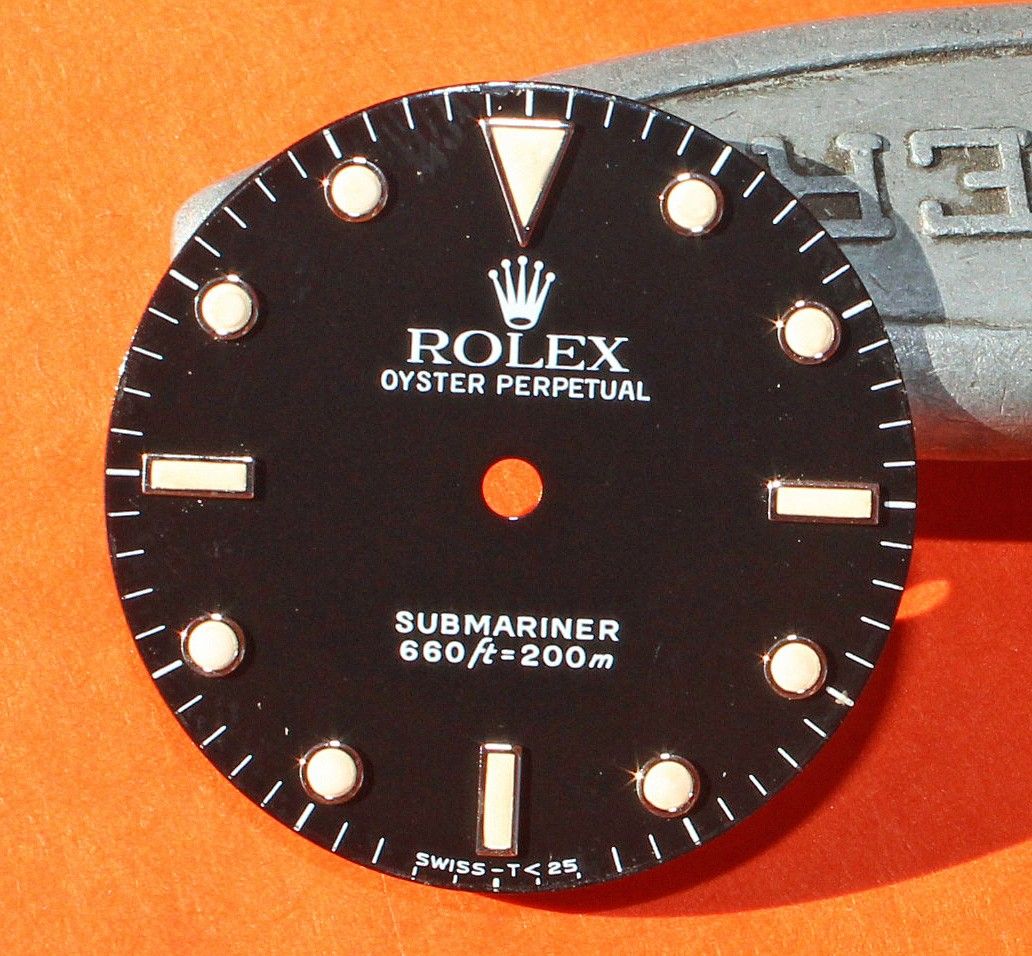 ROLEX
OYSTER PERPETUAL
SUBMARINER
660ft=200m
SWISS-T<25